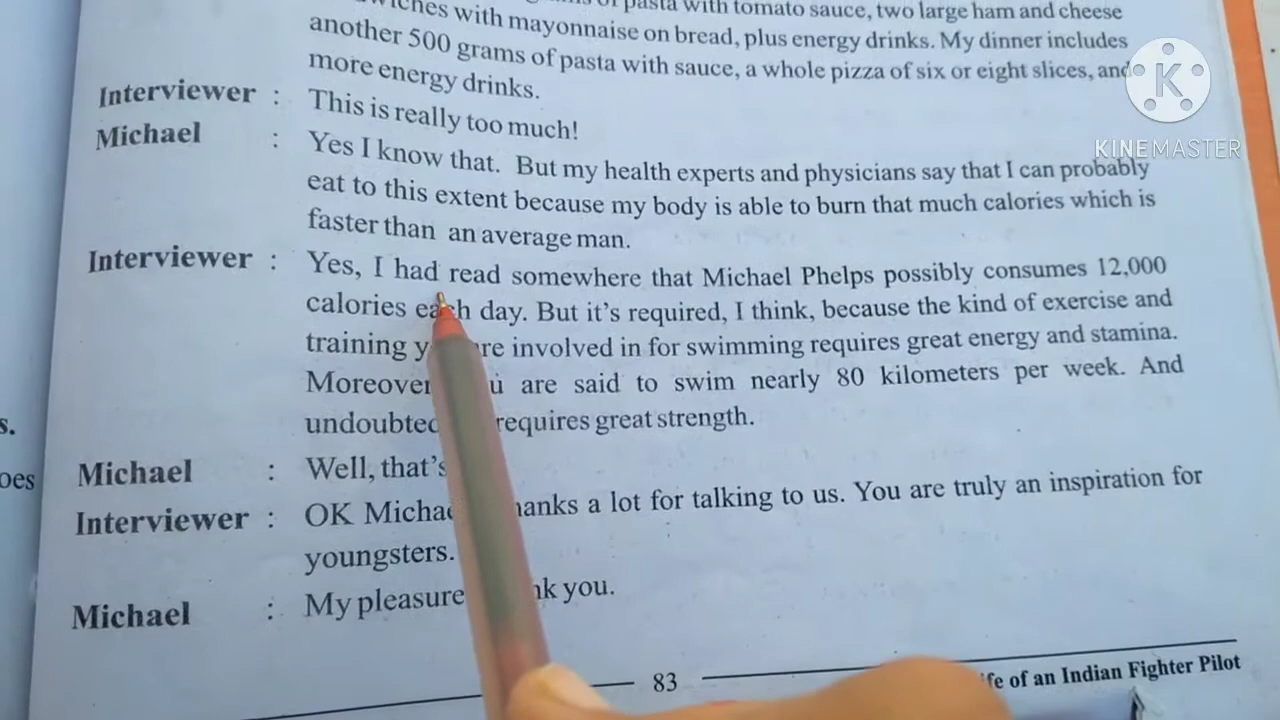 of pasta with tomato sauce, two large ham and cheese
with mayonnaise on bread, plus energy drinks. My dinner includes
another 500 grams of pasta with sauce, a whole pizza of six or eight slices, and
more energy drinks.
Interviewer : This is really too much!
Michael : Yes I know that. But my health experts and physicians say that I can probably
eat to this extent because my body is able to burn that much calories which is
faster than an average man.
Interviewer : Yes, I had read somewhere that Michael Phelps possibly consumes 12,000
calories each day. But it's required, I think, because the kind of exercise and
training involved in for swimming requires great energy and stamina.
Moreover are said to swim nearly 80 kilometers per week. And
requires great strength.
Michael : Well, that's
Interviewer : OK Michael thanks a lot for talking to us. You are truly an inspiration for
youngsters.
Michael : My pleasure you.
83 of an Indian Fighter Pilot
K
KINEMASTER